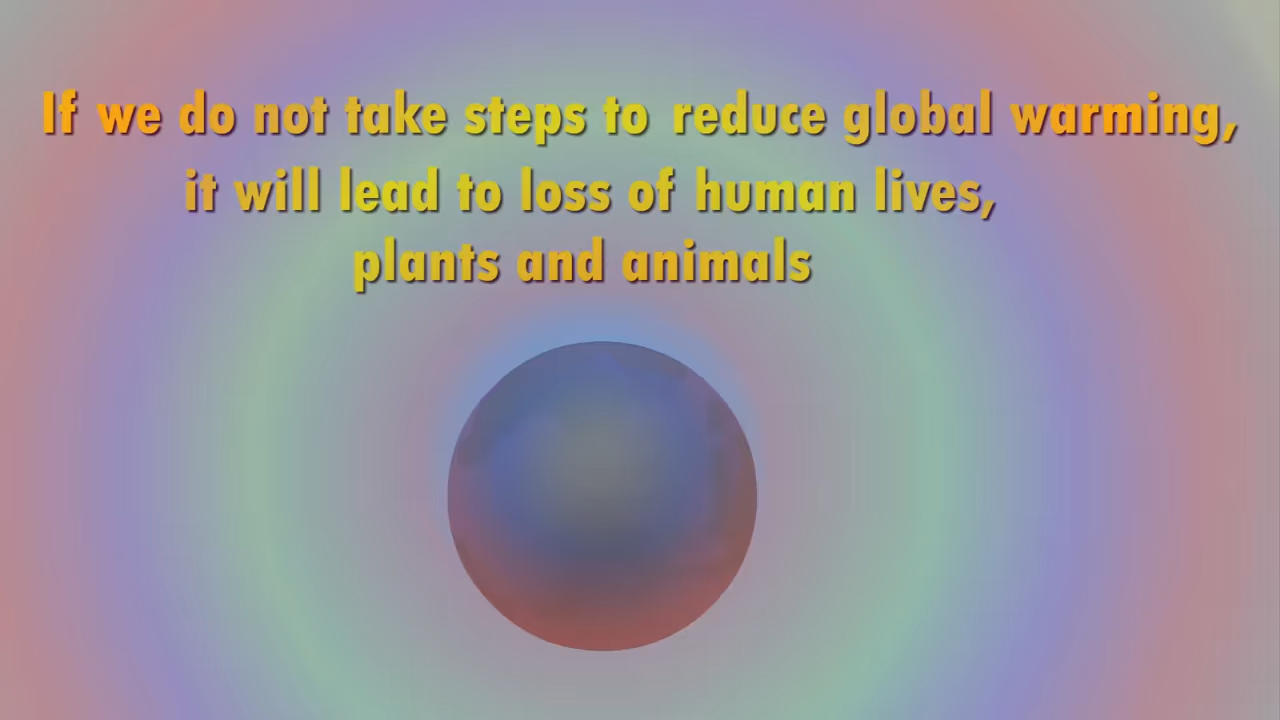 If we do not take steps to reduce global warming,
it will lead to loss of human lives,
plants and animals